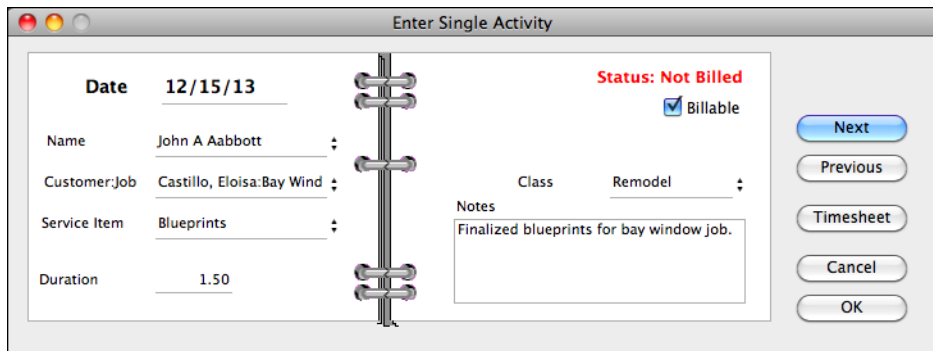 Enter Single Activity
Date 12/15/13
Name John A Aabbott
Customer:Job Castillo, Eloisa:Bay Wind
Service Item Blueprints
Duration 1.50
Status: Not Billed
Billable
Class Remodel
Notes
Finalized blueprints for bay window job.
Next
Previous
Timesheet
Cancel
OK